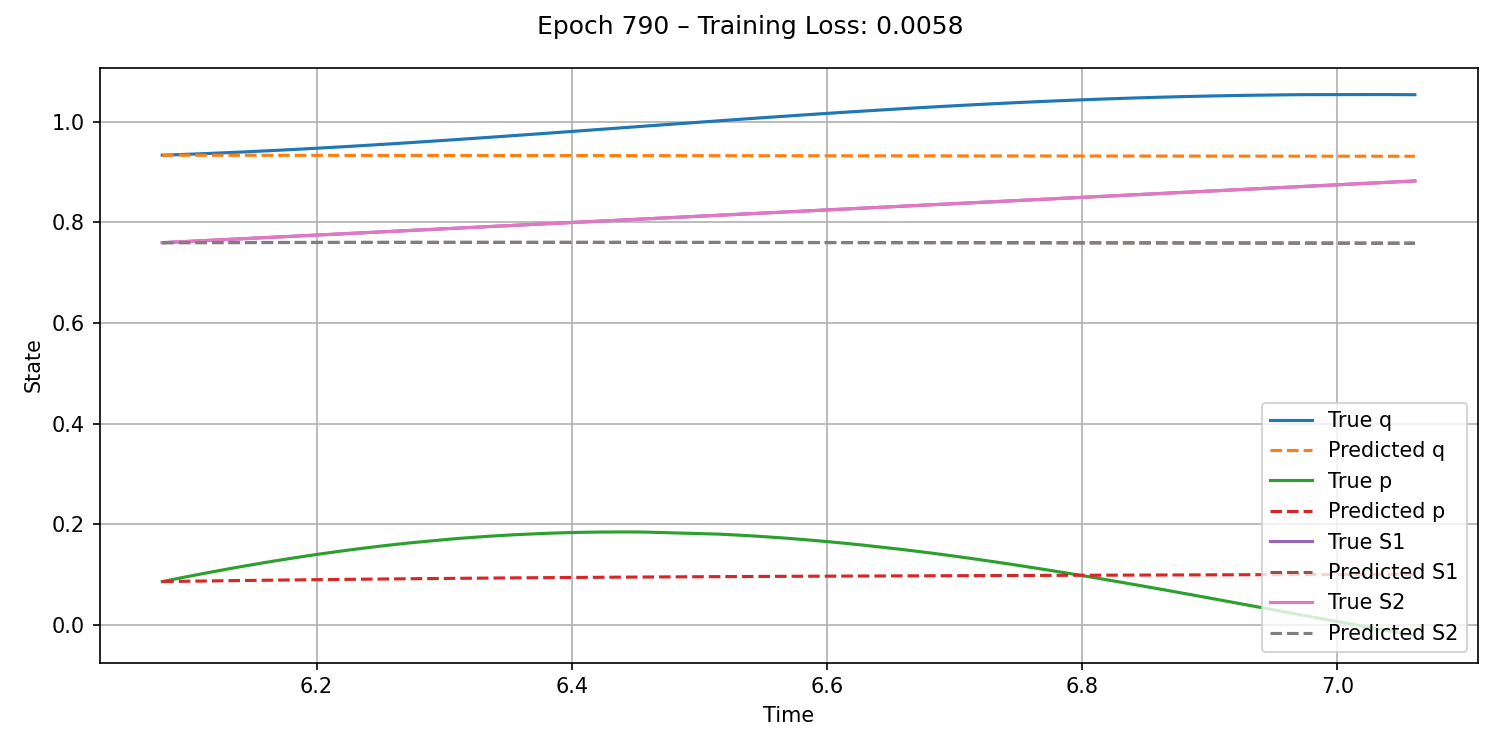 Epoch 790 – Training Loss: 0.0058
1.0
0.8
0.6
0.4
0.2
0.0
State
6.2 6.4 6.6 6.8 7.0
Time
True q
Predicted q
True p
Predicted p
True S1
Predicted S1
True S2
Predicted S2